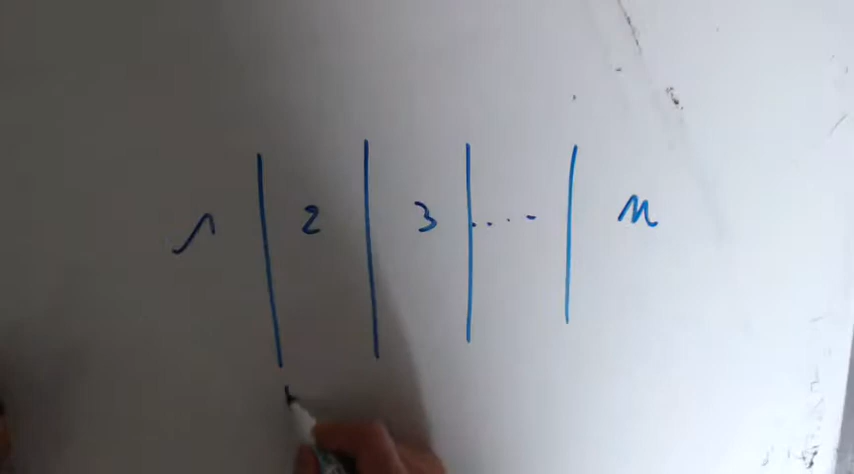 1 | 2 | 3 | .... | n